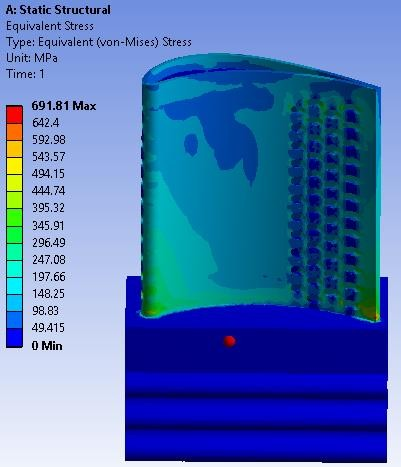 A: Static Structural
Equivalent Stress
Type: Equivalent (von-Mises) Stress
Unit: MPa
Time: 1
691.81 Max
642.4
592.98
543.57
494.15
444.74
395.32
345.91
296.49
247.08
197.66
148.25
98.83
49.415
0 Min